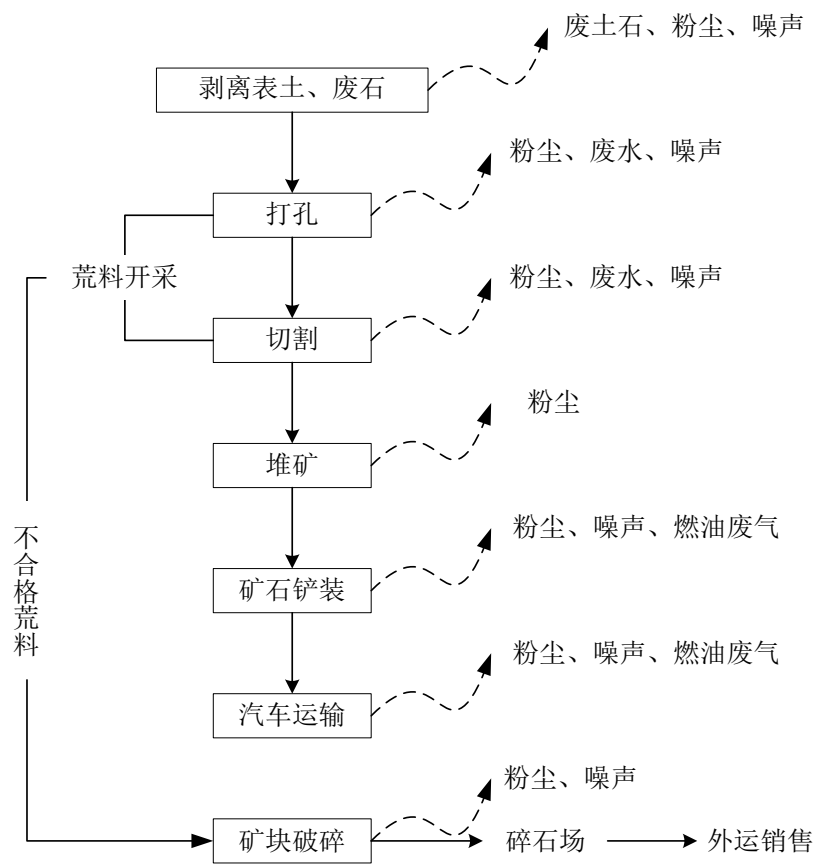 废土石、粉尘、噪声
剥离表土、废石
粉尘、废水、噪声
打孔
荒料开采
粉尘、废水、噪声
切割
粉尘
堆矿
不合格荒料
粉尘、噪声、燃油废气
矿石铲装
粉尘、噪声、燃油废气
汽车运输
粉尘、噪声
矿块破碎
碎石场
外运销售